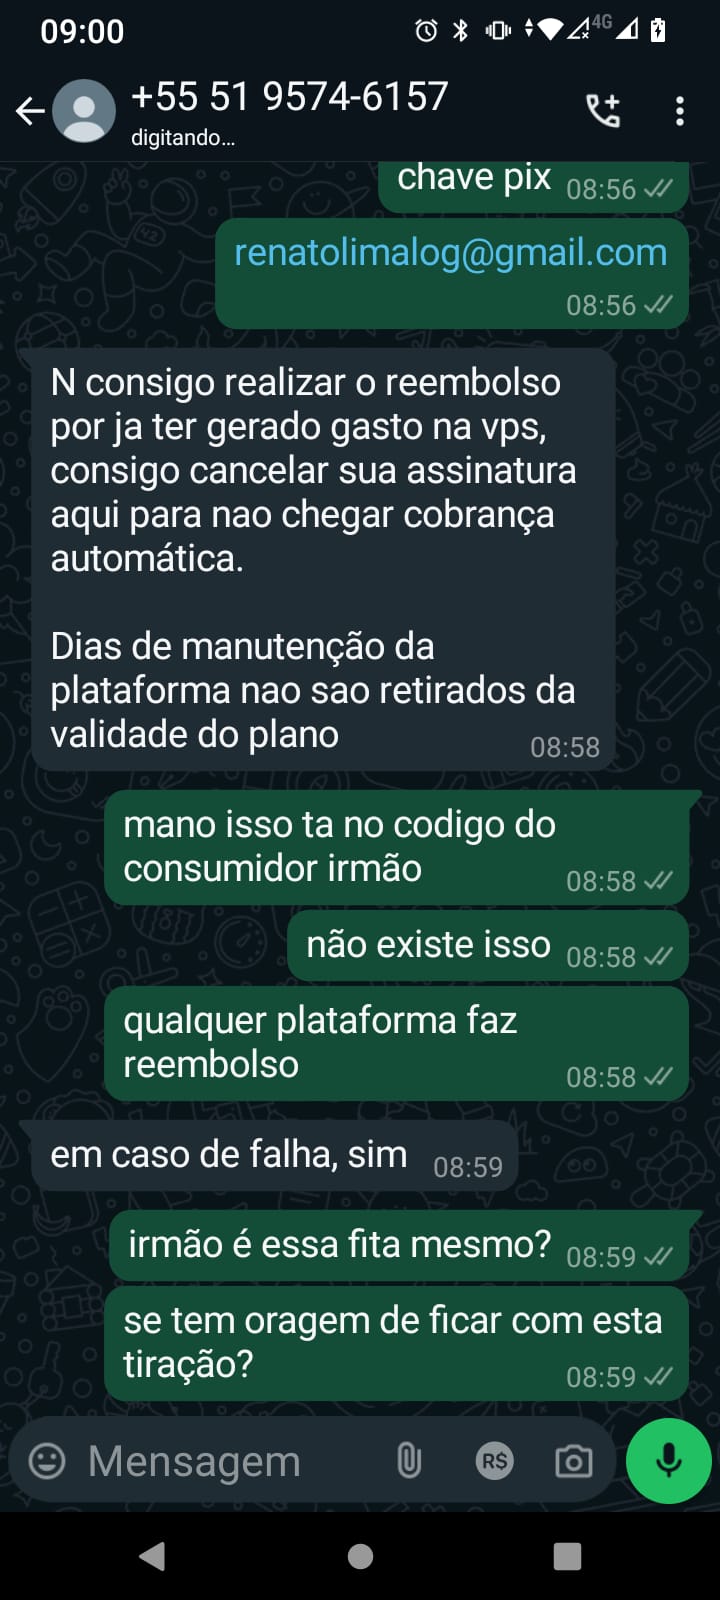 09:00
4G
+55 51 9574-6157
digitando...
chave pix 08:56
renatolimalog@gmail.com
08:56
N consigo realizar o reembolso
por ja ter gerado gasto na vps,
consigo cancelar sua assinatura
aqui para nao chegar cobrança
automática.
Dias de manutenção da
plataforma nao sao retirados da
validade do plano 08:58
mano isso ta no codigo do
consumidor irmão 08:58
não existe isso 08:58
qualquer plataforma faz
reembolso 08:58
em caso de falha, sim 08:59
irmão é essa fita mesmo? 08:59
se tem oragem de ficar com esta
tiração? 08:59
Mensagem R$